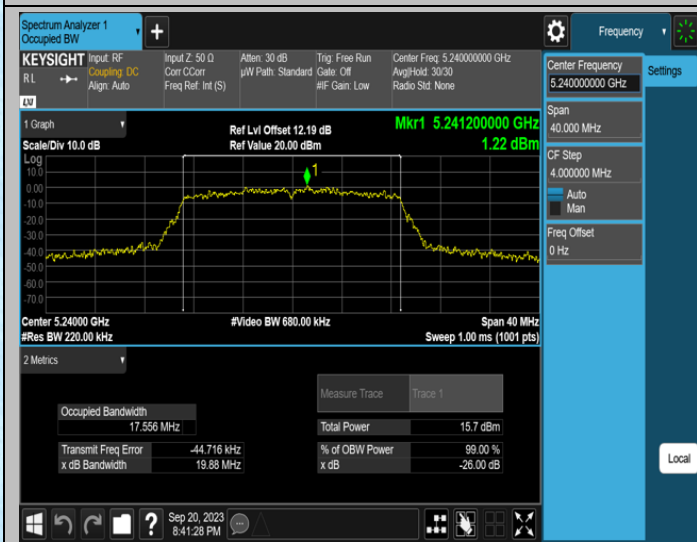 Spectrum Analyzer 1
Occupied BW
Frequency
KEYSIGHT
RL
LXI
Input: RF
Coupling: DC
Align: Auto
Input Z: 50 Ω
Corr CCorr
Freq Ref: Int (S)
Atten: 30 dB
µW Path: Standard
Trig: Free Run
Gate: Off
#IF Gain: Low
Center Freq: 5.240000000 GHz
Avg|Hold: 30/30
Radio Std: None
Center Frequency
5.240000000 GHz
Settings
Span
40.000 MHz
CF Step
4.000000 MHz
Auto
Man
Freq Offset
0 Hz
1 Graph
Scale/Div 10.0 dB
Ref Lvl Offset 12.19 dB
Ref Value 20.00 dBm
Mkr1 5.241200000 GHz
1.22 dBm
Log
10.0
0.00
-10.0
-20.0
-30.0
-40.0
-50.0
-60.0
-70.0
1
Center 5.24000 GHz
#Res BW 220.00 kHz
#Video BW 680.00 kHz
Span 40 MHz
Sweep 1.00 ms (1001 pts)
2 Metrics
Measure Trace
Trace 1
Occupied Bandwidth
17.556 MHz
Total Power
15.7 dBm
Transmit Freq Error
-44.716 kHz
% of OBW Power
99.00 %
x dB Bandwidth
19.88 MHz
x dB
-26.00 dB
Local
?
Sep 20, 2023
8:41:28 PM